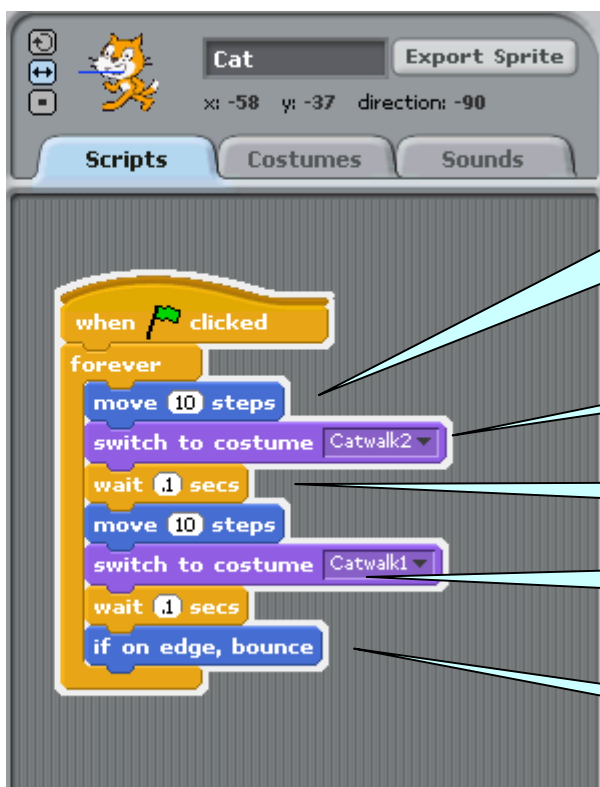 Cat
Export Sprite
x: -58 y: -37 direction: -90
Scripts
Costumes
Sounds
when clicked
forever
move 10 steps
switch to costume Catwalk2
wait .1 secs
move 10 steps
switch to costume Catwalk1
wait .1 secs
if on edge, bounce